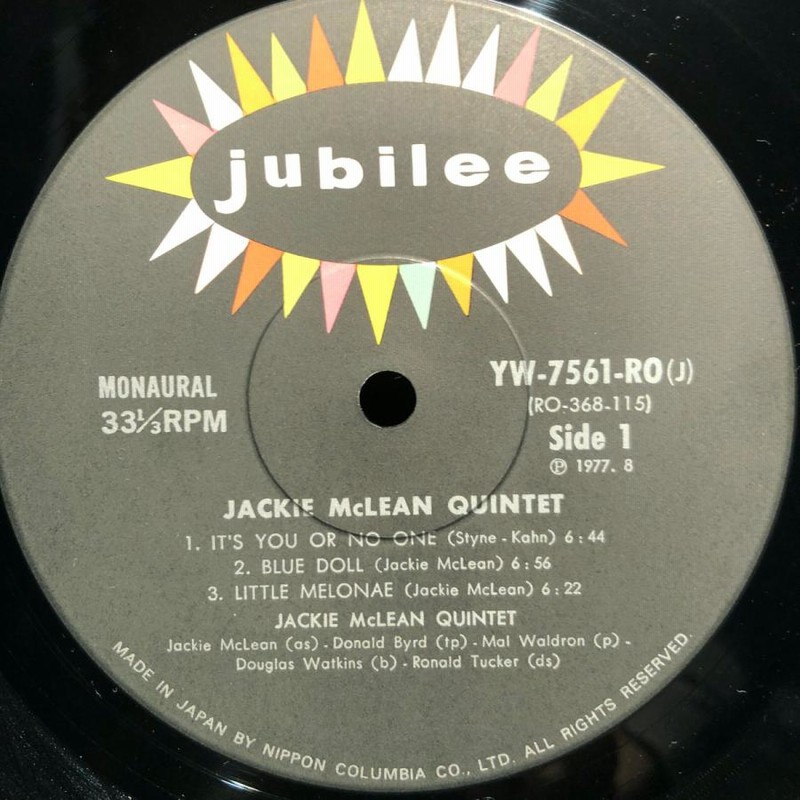 jubilee
MONAURAL
33⅓RPM
YW-7561-RO(J)
(RO-368-115)
Side 1
Ⓟ 1977. 8
JACKIE McLEAN QUINTET
1. IT'S YOU OR NO ONE (Styne - Kahn) 6 : 44
2. BLUE DOLL (Jackie McLean) 6 : 56
3. LITTLE MELONAE (Jackie McLean) 6 : 22
JACKIE McLEAN QUINTET
Jackie McLean (as) - Donald Byrd (tp) - Mal Waldron (p) -
Douglas Watkins (b) - Ronald Tucker (ds)
MADE IN JAPAN BY NIPPON COLUMBIA CO., LTD. ALL RIGHTS RESERVED.